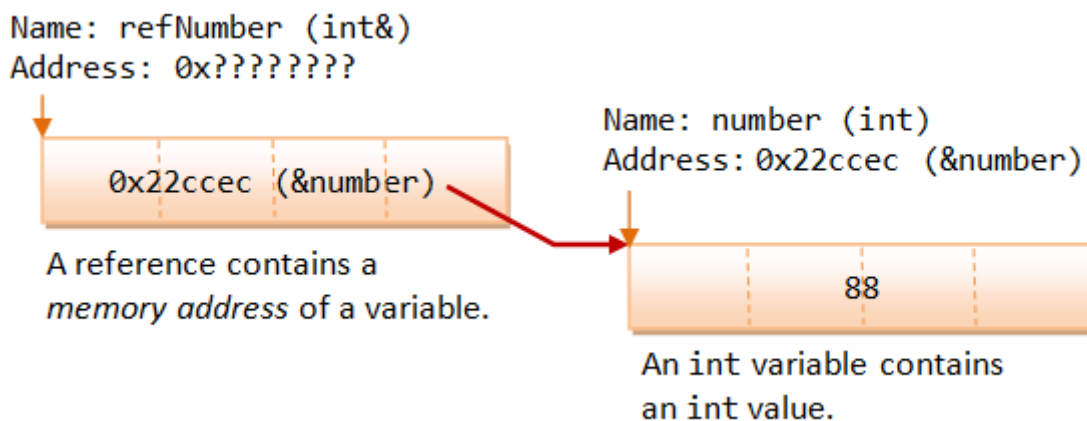 Name: refNumber (int&)
Address: 0x????????
0x22ccec (&number)
A reference contains a
memory address of a variable.
Name: number (int)
Address: 0x22ccec (&number)
88
An int variable contains
an int value.